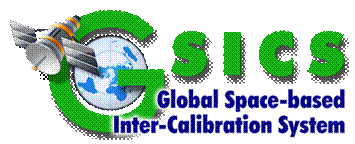 GSICS
Global Space-based
Inter-Calibration System